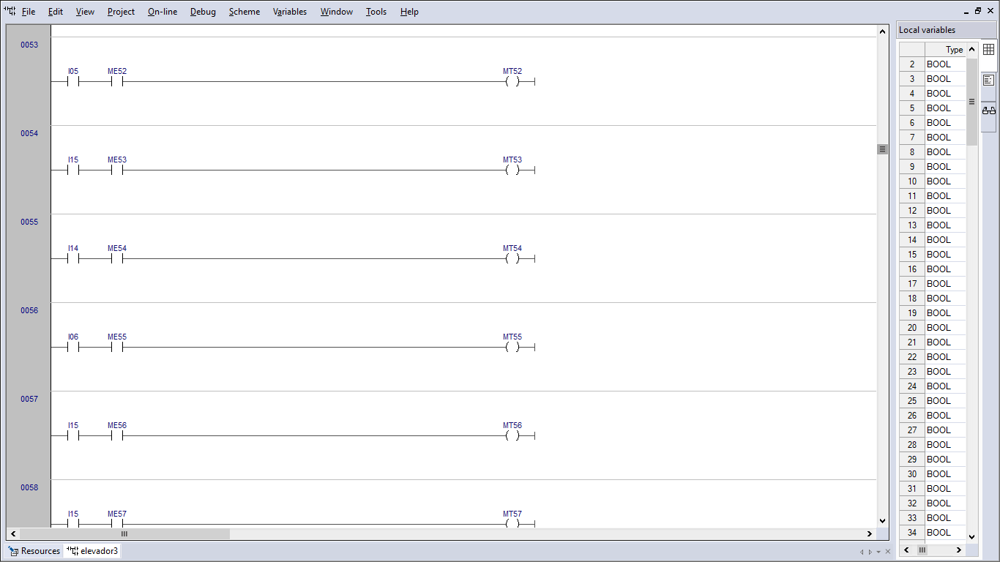 File Edit View Project On-line Debug Scheme Variables Window Tools Help
0053
I05 ME52 MT52
0054
I15 ME53 MT53
0055
I14 ME54 MT54
0056
I06 ME55 MT55
0057
I15 ME56 MT56
0058
I15 ME57 MT57
Resources elevador3
Local variables
Type
2 BOOL
3 BOOL
4 BOOL
5 BOOL
6 BOOL
7 BOOL
8 BOOL
9 BOOL
10 BOOL
11 BOOL
12 BOOL
13 BOOL
14 BOOL
15 BOOL
16 BOOL
17 BOOL
18 BOOL
19 BOOL
20 BOOL
21 BOOL
22 BOOL
23 BOOL
24 BOOL
25 BOOL
26 BOOL
27 BOOL
28 BOOL
29 BOOL
30 BOOL
31 BOOL
32 BOOL
33 BOOL
34 BOOL